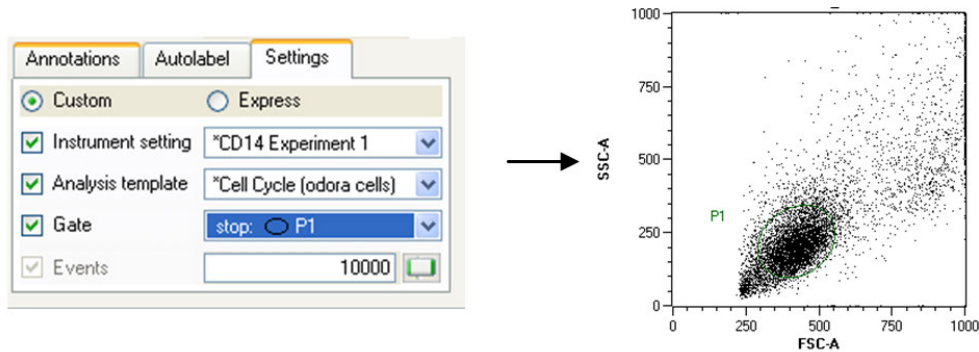 Annotations Autolabel Settings
Custom Express
Instrument setting *CD14 Experiment 1
Analysis template *Cell Cycle (odora cells)
Gate stop: P1
Events 10000
SSC-A
1000
750
500
250
0
P1
0 250 500 750 1000
FSC-A